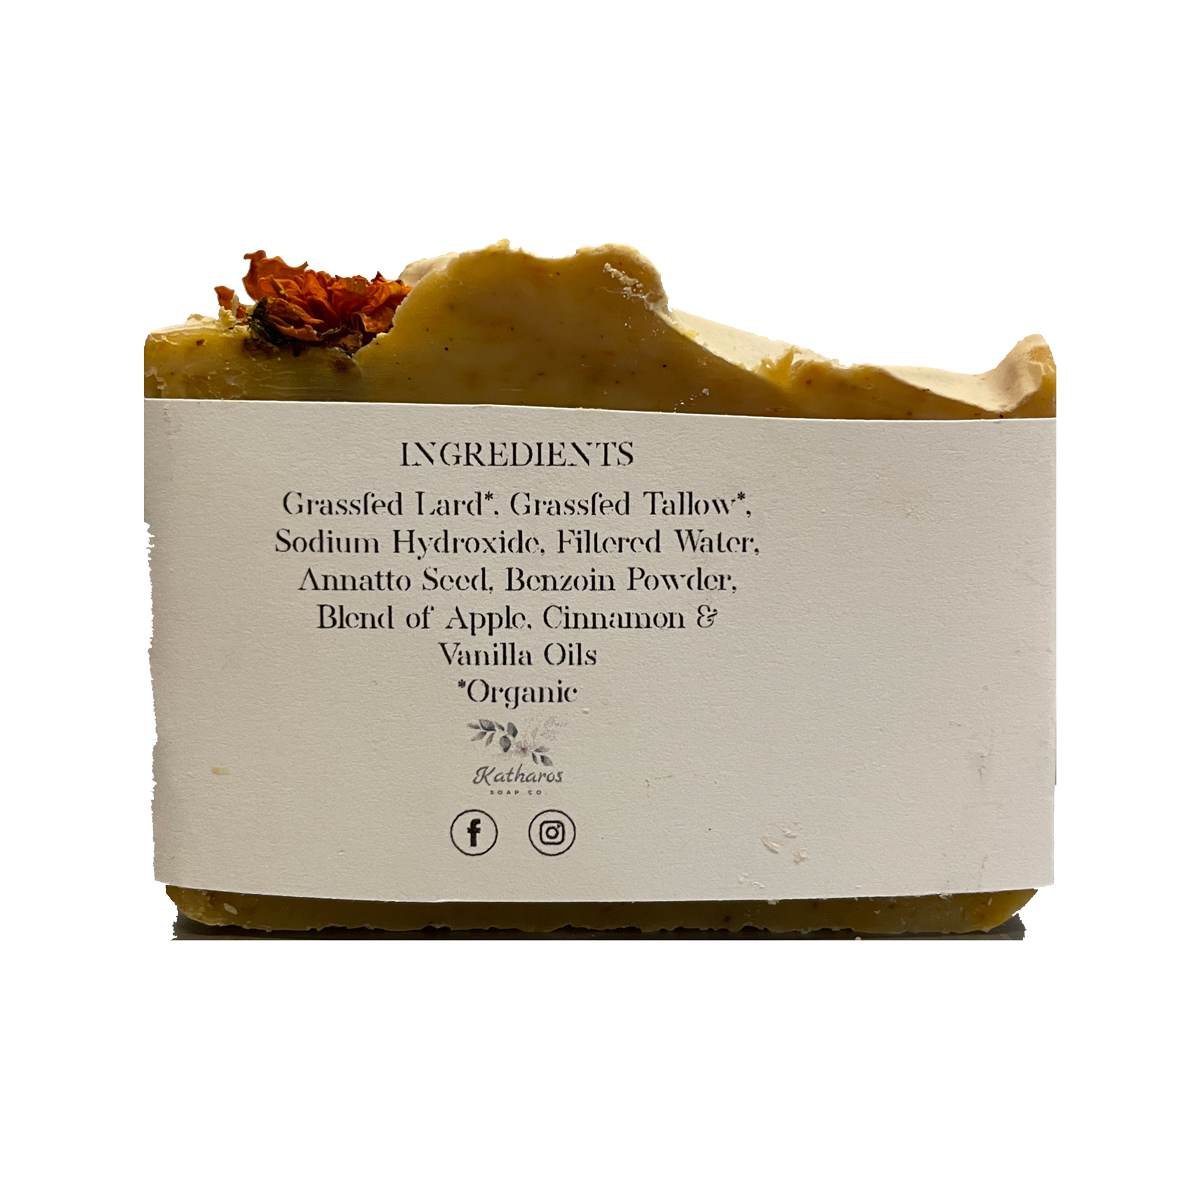 INGREDIENTS
Grassfed Lard*, Grassfed Tallow*,
Sodium Hydroxide, Filtered Water,
Annatto Seed, Benzoin Powder,
Blend of Apple, Cinnamon &
Vanilla Oils
*Organic
Katharos
SOAP CO.